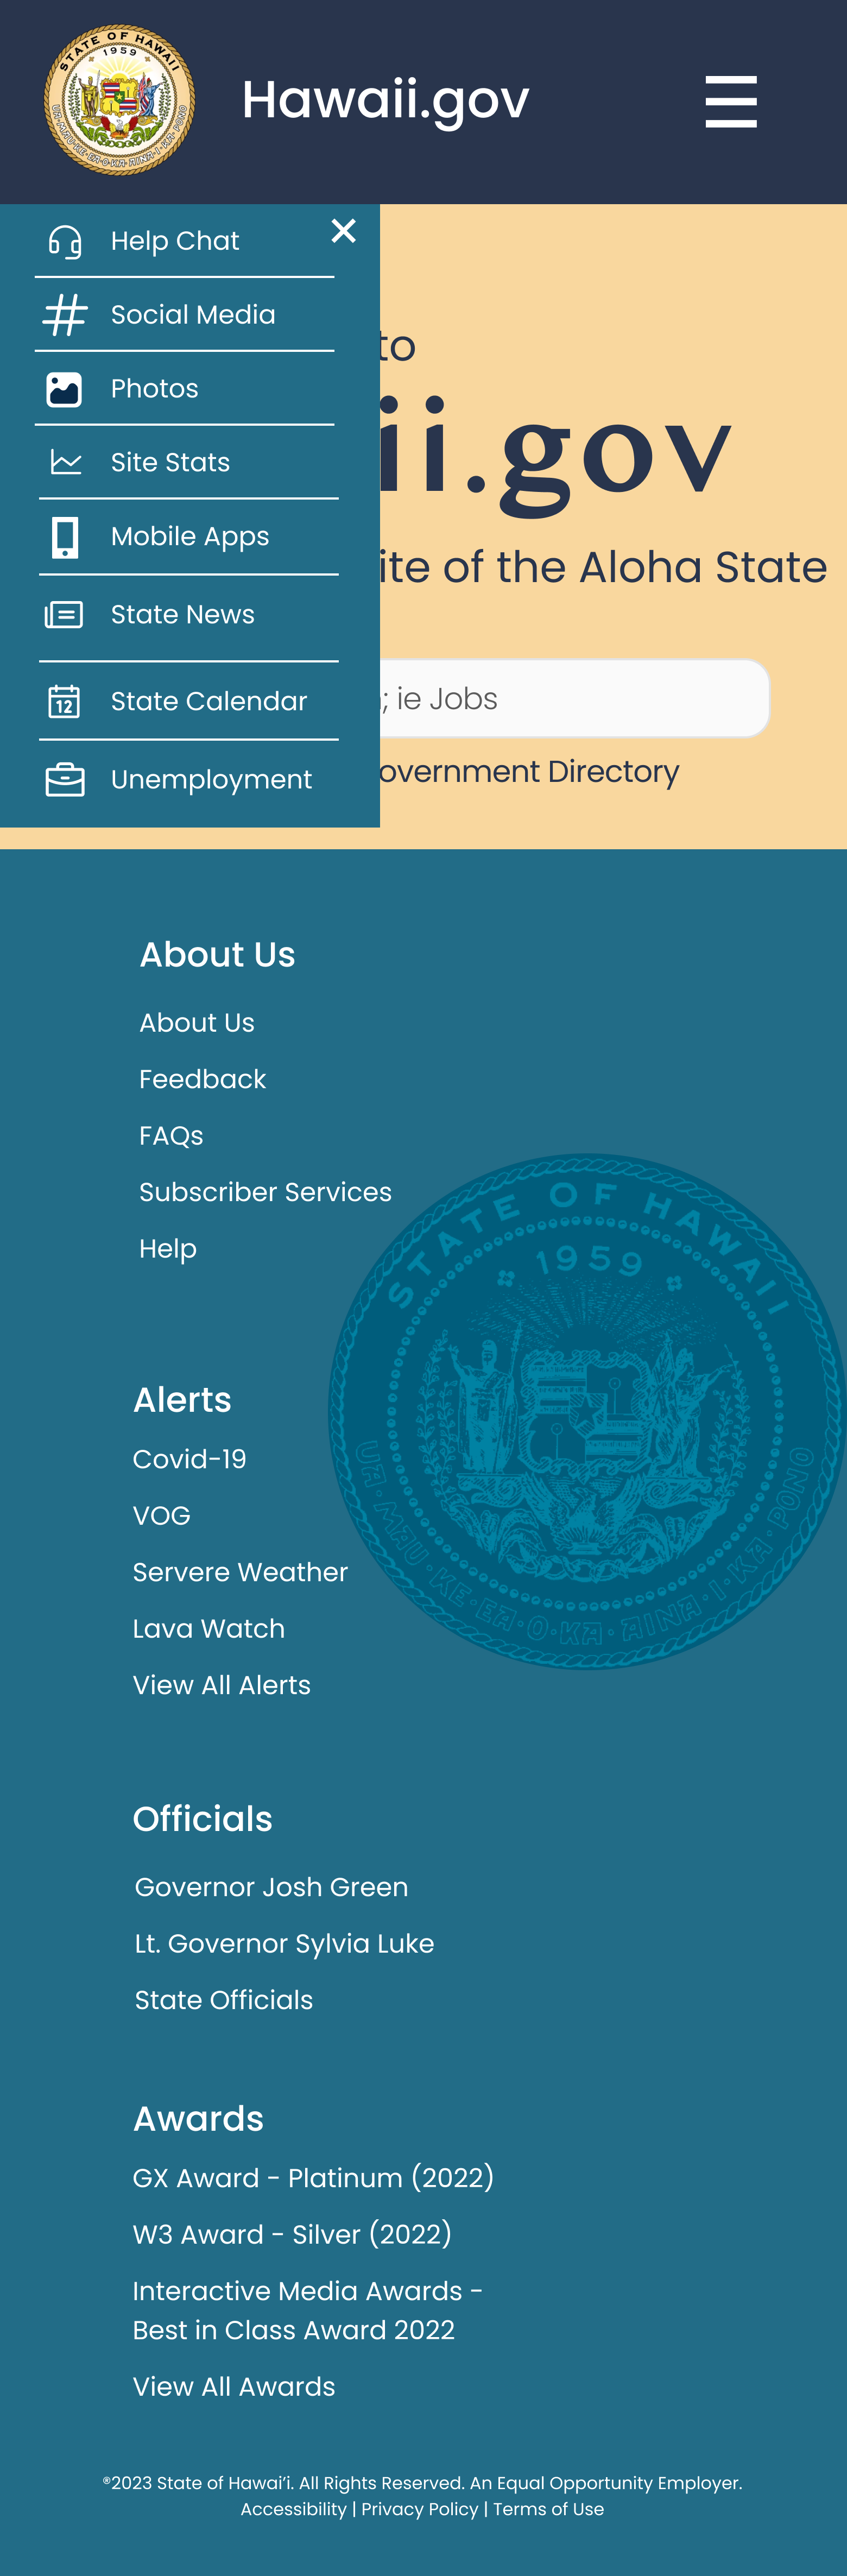 STATE OF HAWAII
1959
UA·MAU·KE·EA·O·KA·AINA·I·KA·PONO
Hawaii.gov
Help Chat
Social Media
Photos
Site Stats
Mobile Apps
State News
12
State Calendar
Unemployment
to
ii.gov
ite of the Aloha State
; ie Jobs
overnment Directory
About Us
About Us
Feedback
FAQs
Subscriber Services
Help
STATE OF HAWAII
1959
UA·MAU·KE·EA·O·KA·AINA·I·KA·PONO
Alerts
Covid-19
VOG
Servere Weather
Lava Watch
View All Alerts
Officials
Governor Josh Green
Lt. Governor Sylvia Luke
State Officials
Awards
GX Award - Platinum (2022)
W3 Award - Silver (2022)
Interactive Media Awards -
Best in Class Award 2022
View All Awards
®2023 State of Hawai’i. All Rights Reserved. An Equal Opportunity Employer.
Accessibility | Privacy Policy | Terms of Use